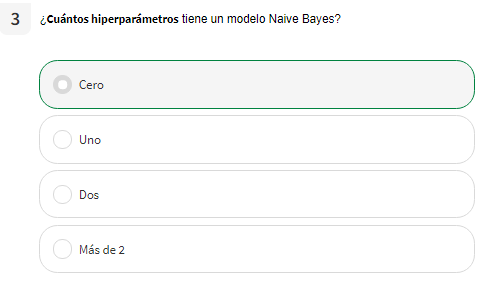 3 ¿Cuántos hiperparámetros tiene un modelo Naive Bayes?
Cero
Uno
Dos
Más de 2